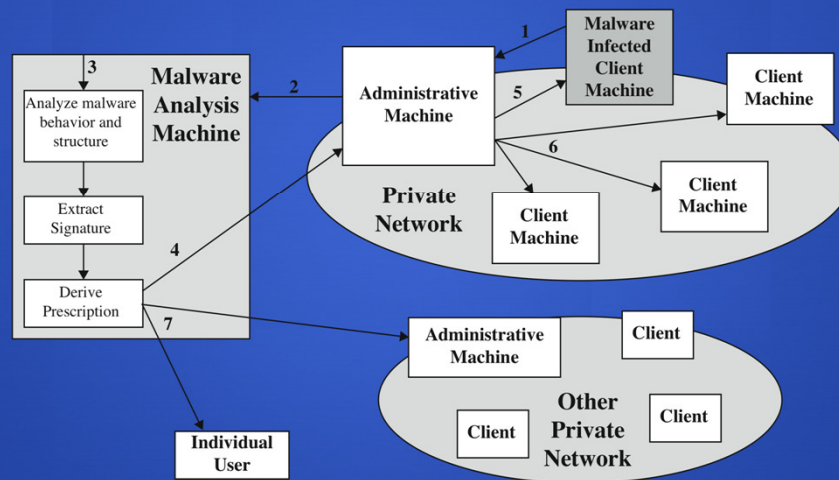 1
Malware
Infected
Client
Machine
3
Malware
Analysis
Machine
Analyze malware
behavior and
structure
2
Administrative
Machine
5
Client
Machine
6
Extract
Signature
4
Private
Network
Client
Machine
Client
Machine
Derive
Prescription
7
Administrative
Machine
Client
Other
Private
Network
Client
Client
Individual
User